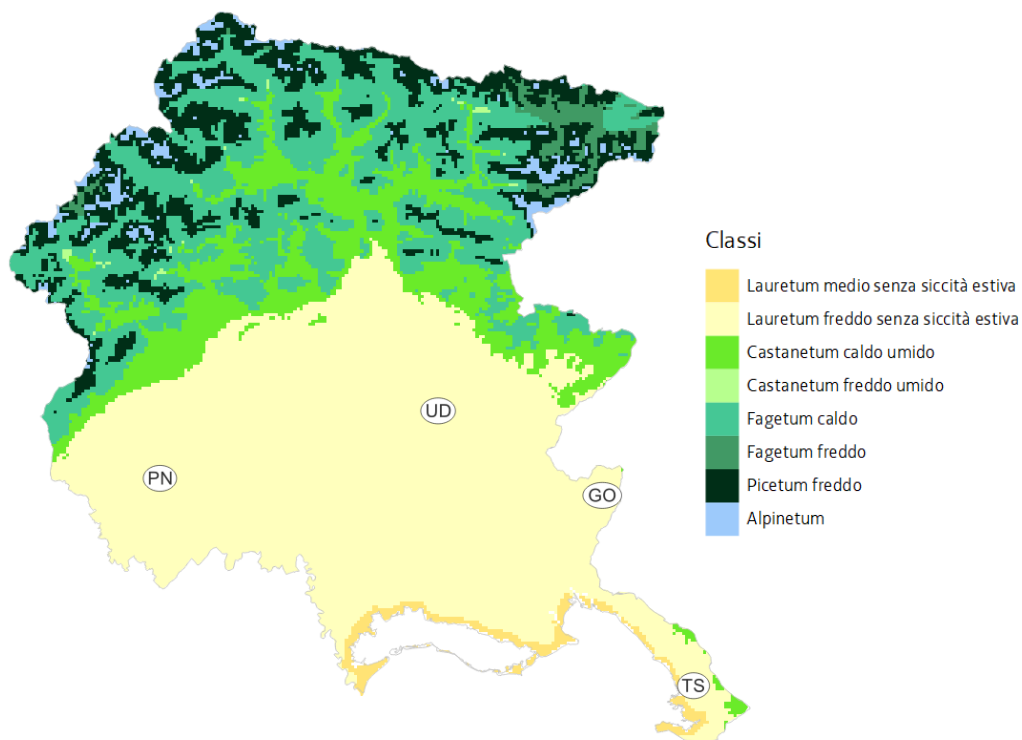 Classi
Lauretum medio senza siccità estiva
Lauretum freddo senza siccità estiva
Castanetum caldo umido
Castanetum freddo umido
Fagetum caldo
Fagetum freddo
Picetum freddo
Alpinetum
UD
PN
GO
TS